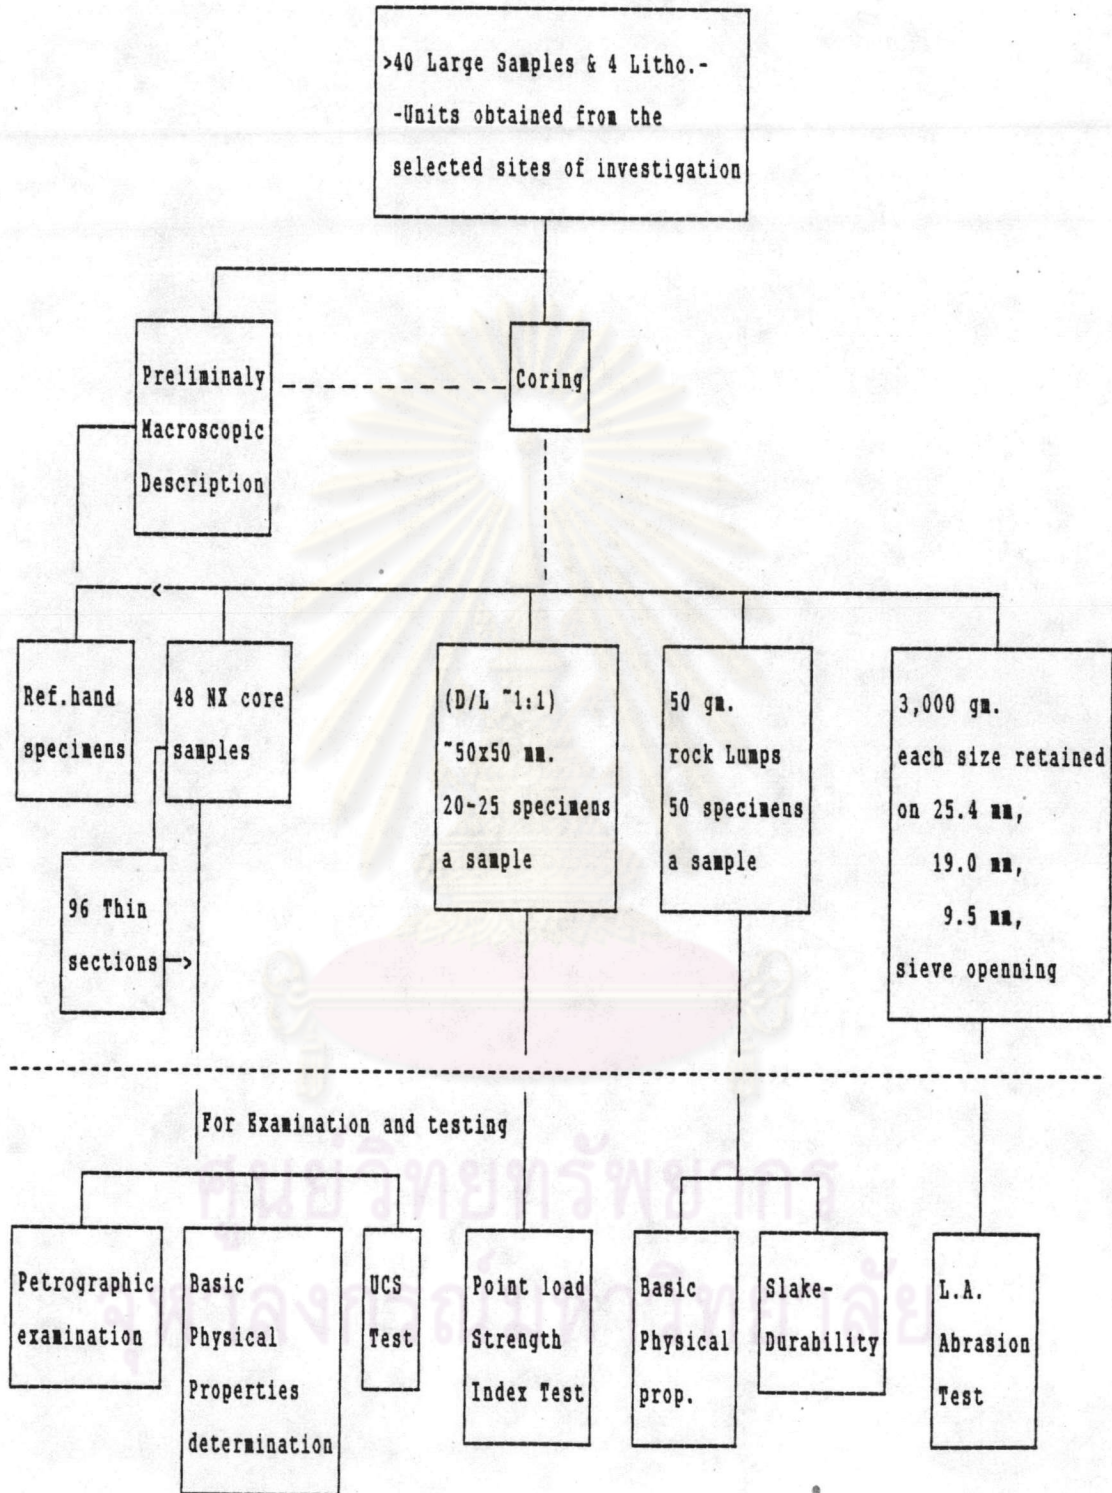 >40 Large Samples & 4 Litho.-
-Units obtained from the
selected sites of investigation
Preliminaly
Macroscopic
Description
Coring
Ref.hand
specimens
48 NX core
samples
96 Thin
sections
(D/L ~1:1)
~50x50 mm.
20-25 specimens
a sample
50 gm.
rock Lumps
50 specimens
a sample
3,000 gm.
each size retained
on 25.4 mm,
19.0 mm,
9.5 mm,
sieve openning
For Examination and testing
Petrographic
examination
Basic
Physical
Properties
determination
UCS
Test
Point load
Strength
Index Test
Basic
Physical
prop.
Slake-
Durability
L.A.
Abrasion
Test
ศูนย์วิทยทรัพยากร
จุฬาลงกรณ์มหาวิทยาลัย